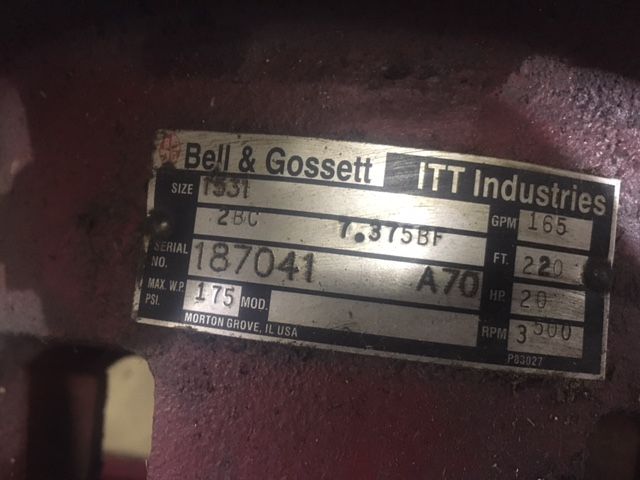 Bell & Gossett ITT Industries
SIZE 1531 GPM 165
2BC 7.375BF FT. 220
SERIAL NO. 187041 A70 HP. 20
MAX. W.P. PSI. 175 MOD. RPM 3500
MORTON GROVE, IL USA
P83027